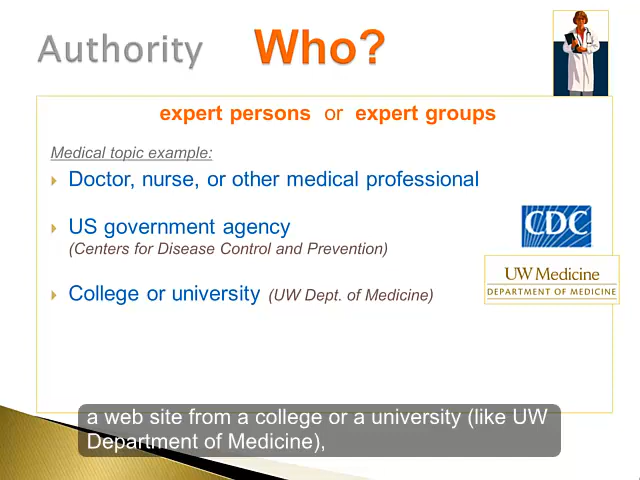 Authority Who?
expert persons or expert groups
Medical topic example:
Doctor, nurse, or other medical professional
US government agency
(Centers for Disease Control and Prevention)
CDC
UW Medicine
DEPARTMENT OF MEDICINE
College or university (UW Dept. of Medicine)
a web site from a college or a university (like UW
Department of Medicine),